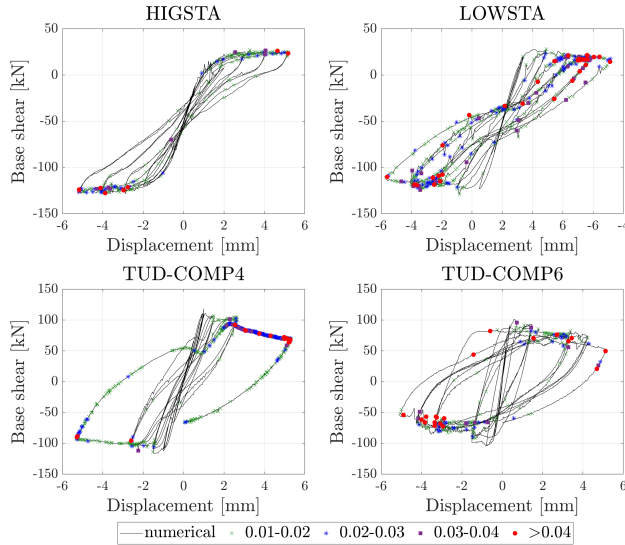 HIGSTA
LOWSTA
50
0
-50
-100
-150
Base shear [kN]
-6 -4 -2 0 2 4 6
Displacement [mm]
50
0
-50
-100
-150
Base shear [kN]
-6 -4 -2 0 2 4 6 -4
Displacement [mm]
TUD-COMP4
TUD-COMP6
150
100
50
0
-50
-100
-150
Base shear [kN]
-6 -4 -2 0 2 4 6
Displacement [mm]
150
100
50
0
-50
-100
-150
Base shear [kN]
-6 -4 -2 0 2 4 6
Displacement [mm]
numerical 0.01-0.02 0.02-0.03 0.03-0.04 >0.04